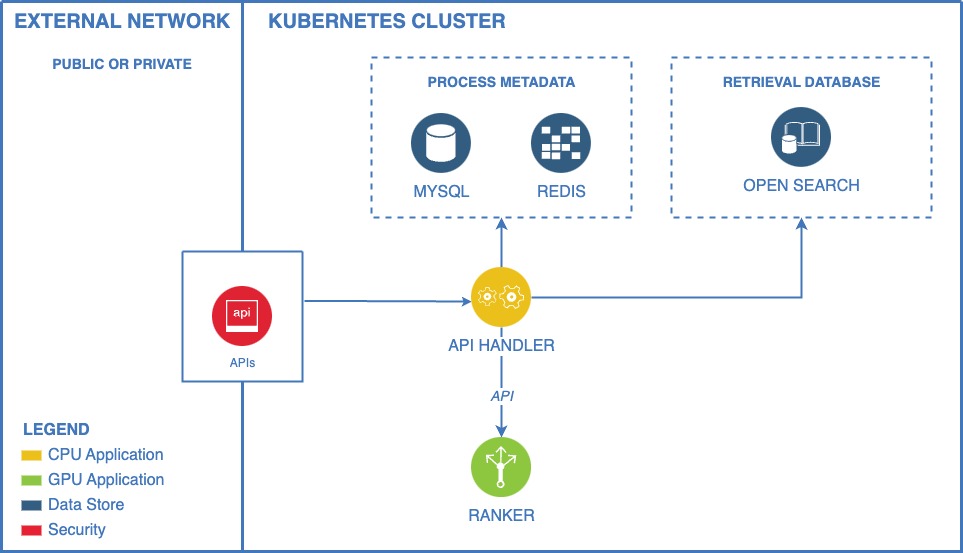 EXTERNAL NETWORK
KUBERNETES CLUSTER
PUBLIC OR PRIVATE
PROCESS METADATA
RETRIEVAL DATABASE
MYSQL
REDIS
OPEN SEARCH
api
APIs
API HANDLER
API
RANKER
LEGEND
CPU Application
GPU Application
Data Store
Security